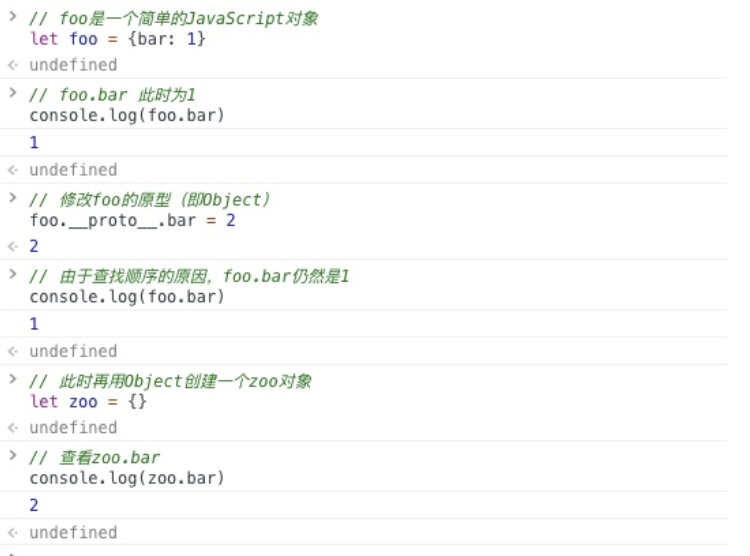 > // foo是一个简单的JavaScript对象
let foo = {bar: 1}
<· undefined
> // foo.bar 此时为1
console.log(foo.bar)
1
<· undefined
> // 修改foo的原型（即Object）
foo.__proto__.bar = 2
<· 2
> // 由于查找顺序的原因，foo.bar仍然是1
console.log(foo.bar)
1
<· undefined
> // 此时再用Object创建一个zoo对象
let zoo = {}
<· undefined
> // 查看zoo.bar
console.log(zoo.bar)
2
<· undefined